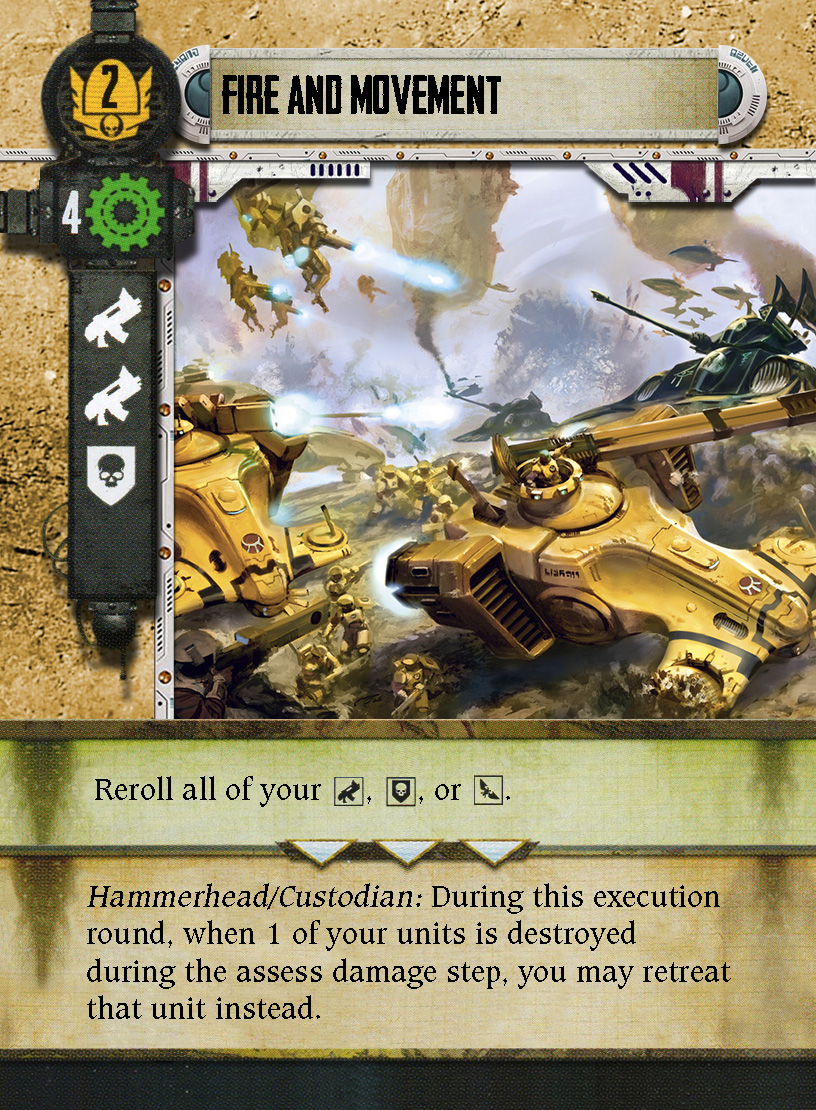 2
FIRE AND MOVEMENT
4
Reroll all of your , , or .
Hammerhead/Custodian: During this execution
round, when 1 of your units is destroyed
during the assess damage step, you may retreat
that unit instead.